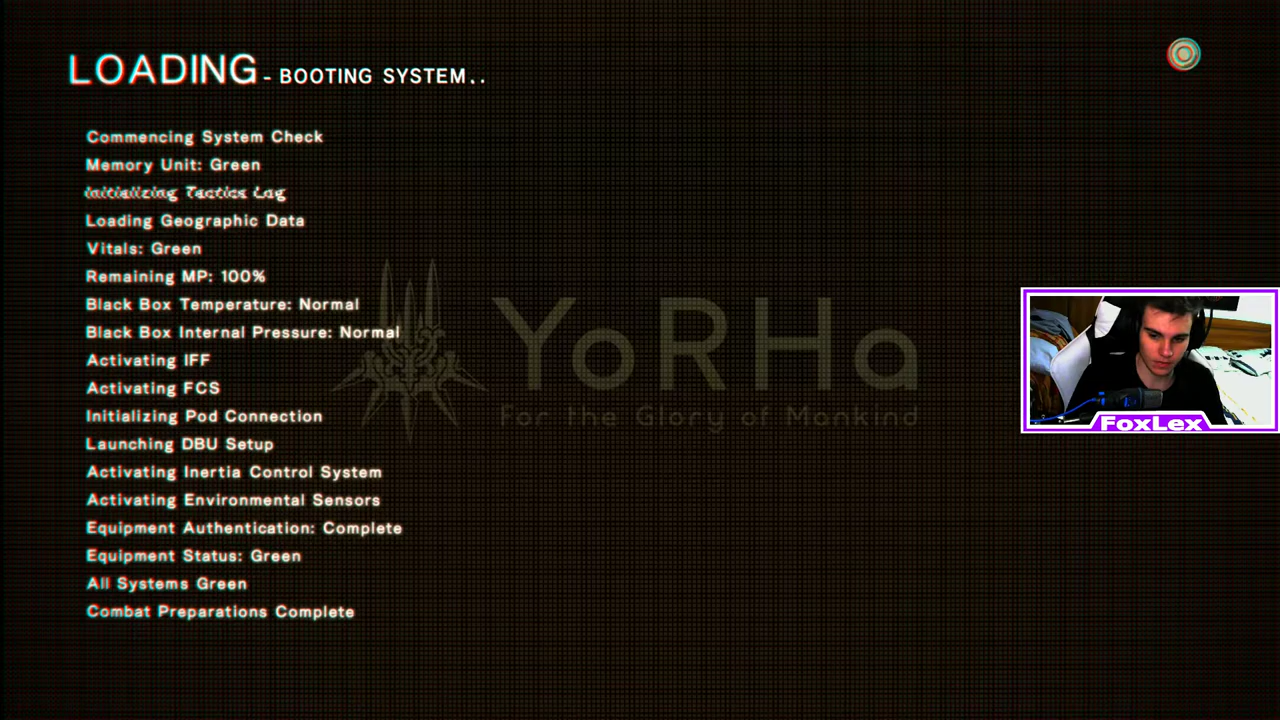 LOADING - BOOTING SYSTEM..
Commencing System Check
Memory Unit: Green
Initializing Tactics Log
Loading Geographic Data
Vitals: Green
Remaining MP: 100%
Black Box Temperature: Normal
Black Box Internal Pressure: Normal
Activating IFF
Activating FCS
Initializing Pod Connection
Launching DBU Setup
Activating Inertia Control System
Activating Environmental Sensors
Equipment Authentication: Complete
Equipment Status: Green
All Systems Green
Combat Preparations Complete
YoRHa
For the Glory of Mankind
FoxLex